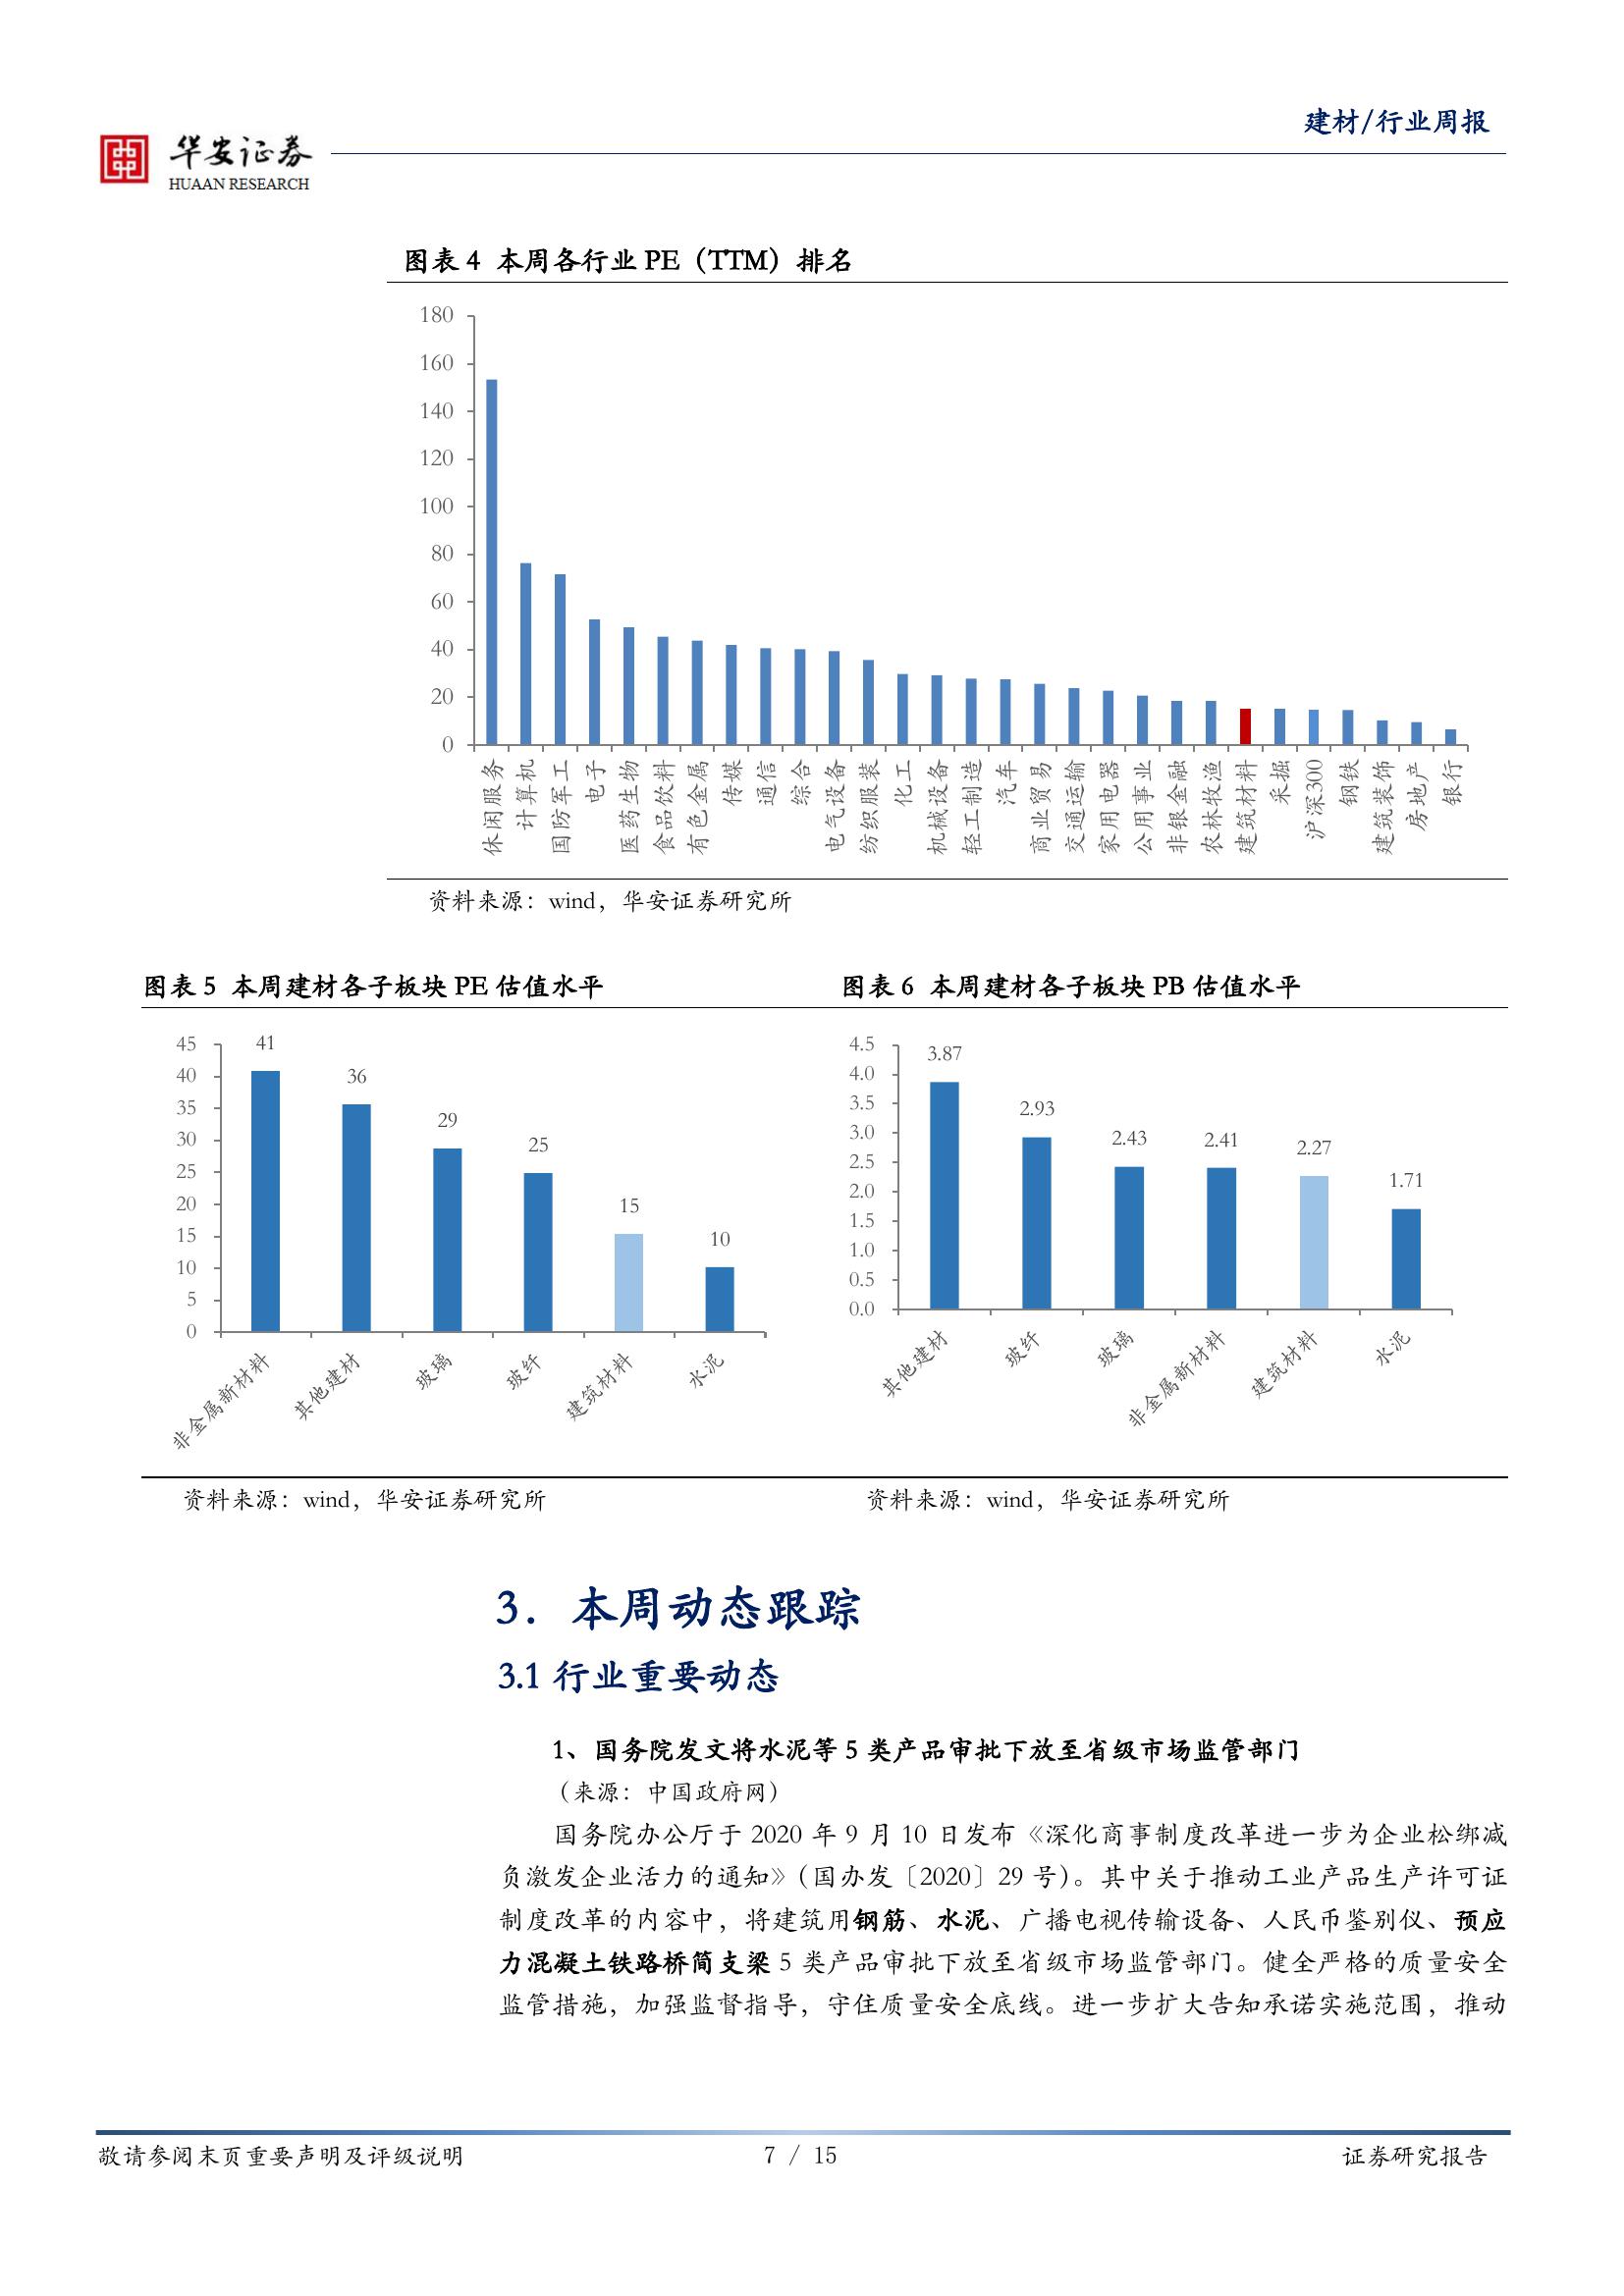 建材/行业周报
华安证券
HUAAN RESEARCH
图表 4 本周各行业 PE（TTM）排名
180
160
140
120
100
80
60
40
20
0
休闲服务
计算机
国防军工
电子
医药生物
食品饮料
有色金属
传媒
通信
综合
电气设备
纺织服装
化工
机械设备
轻工制造
汽车
商业贸易
交通运输
家用电器
公用事业
非银金融
农林牧渔
建筑材料
采掘
沪深300
钢铁
建筑装饰
房地产
银行
资料来源：wind，华安证券研究所
图表 5 本周建材各子板块 PE 估值水平
45
40
35
30
25
20
15
10
5
0
41
36
29
25
15
10
非金属新材料
其他建材
玻璃
玻纤
建筑材料
水泥
资料来源：wind，华安证券研究所
图表 6 本周建材各子板块 PB 估值水平
4.5
4.0
3.5
3.0
2.5
2.0
1.5
1.0
0.5
0.0
3.87
2.93
2.43
2.41
2.27
1.71
其他建材
玻纤
玻璃
非金属新材料
建筑材料
水泥
资料来源：wind，华安证券研究所
3. 本周动态跟踪
3.1 行业重要动态
1、国务院发文将水泥等 5 类产品审批下放至省级市场监管部门
（来源：中国政府网）
国务院办公厅于 2020 年 9 月 10 日发布《深化商事制度改革进一步为企业松绑减
负激发企业活力的通知》（国办发〔2020〕29 号）。其中关于推动工业产品生产许可证
制度改革的内容中，将建筑用钢筋、水泥、广播电视传输设备、人民币鉴别仪、预应
力混凝土铁路桥简支梁 5 类产品审批下放至省级市场监管部门。健全严格的质量安全
监管措施，加强监督指导，守住质量安全底线。进一步扩大告知承诺实施范围，推动
敬请参阅末页重要声明及评级说明
7 / 15
证券研究报告